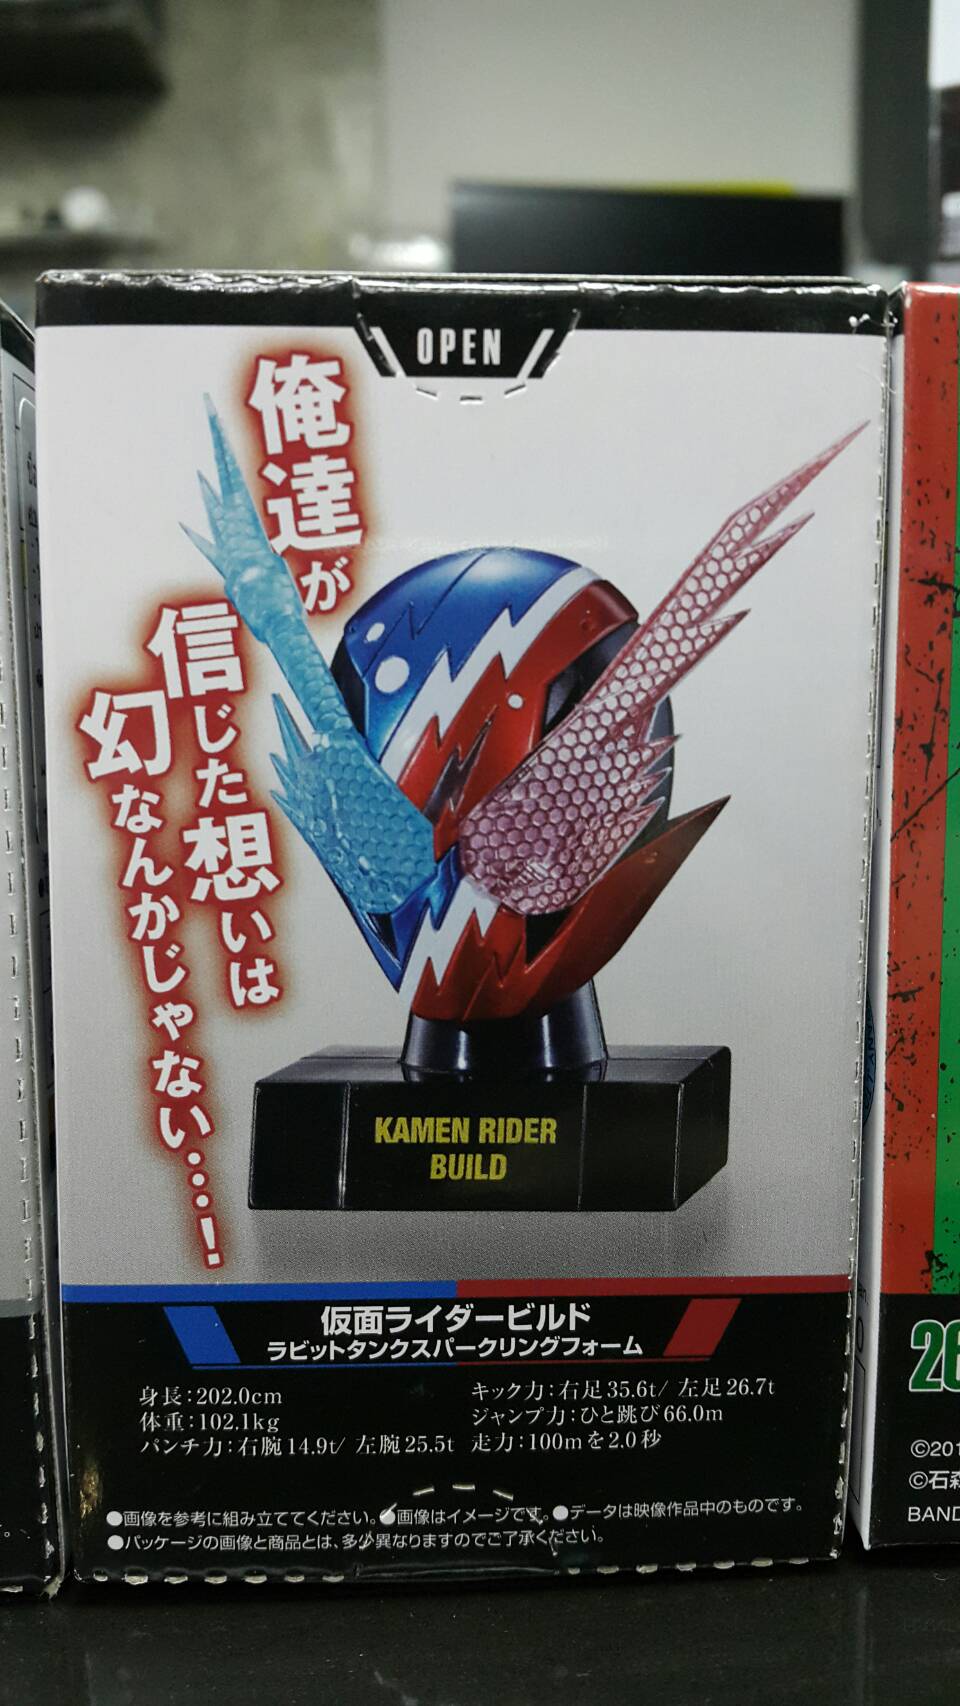 OPEN
俺達が
信じた想いは
幻なんかじゃない…!
KAMEN RIDER
BUILD
仮面ライダービルド
ラビットタンクスパークリングフォーム
身長:202.0cm
体重:102.1kg
パンチ力:右腕14.9t/ 左腕25.5t
キック力:右足35.6t/ 左足26.7t
ジャンプ力:ひと跳び66.0m
走力:100mを2.0秒
●画像を参考に組み立ててください。●画像はイメージです。●データは映像作品中のものです。
●パッケージの画像と商品とは、多少異なりますのでご了承ください。
©201
©石森
BAND